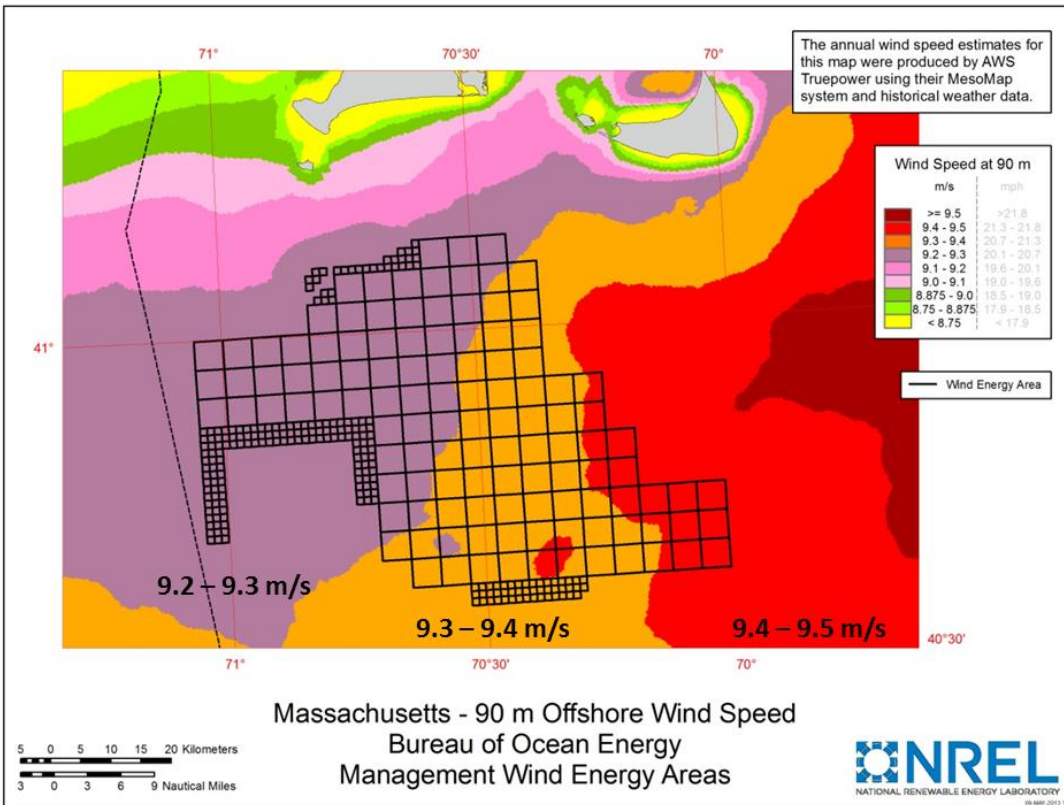 71°
70°30'
70°
The annual wind speed estimates for
this map were produced by AWS
Truepower using their MesoMap
system and historical weather data.
Wind Speed at 90 m
m/s mph
>= 9.5 >21.8
9.4 - 9.5 21.3 - 21.8
9.3 - 9.4 20.7 - 21.3
9.2 - 9.3 20.1 - 20.7
9.1 - 9.2 19.6 - 20.1
9.0 - 9.1 19.0 - 19.6
8.875 - 9.0 18.5 - 19.0
8.75 - 8.875 17.9 - 18.5
< 8.75 < 17.9
41°
Wind Energy Area
9.2 – 9.3 m/s
9.3 – 9.4 m/s
9.4 – 9.5 m/s
40°30'
71°
70°30'
70°
Massachusetts - 90 m Offshore Wind Speed
Bureau of Ocean Energy
Management Wind Energy Areas
5 0 5 10 15 20 Kilometers
3 0 3 6 9 Nautical Miles
NREL
NATIONAL RENEWABLE ENERGY LABORATORY